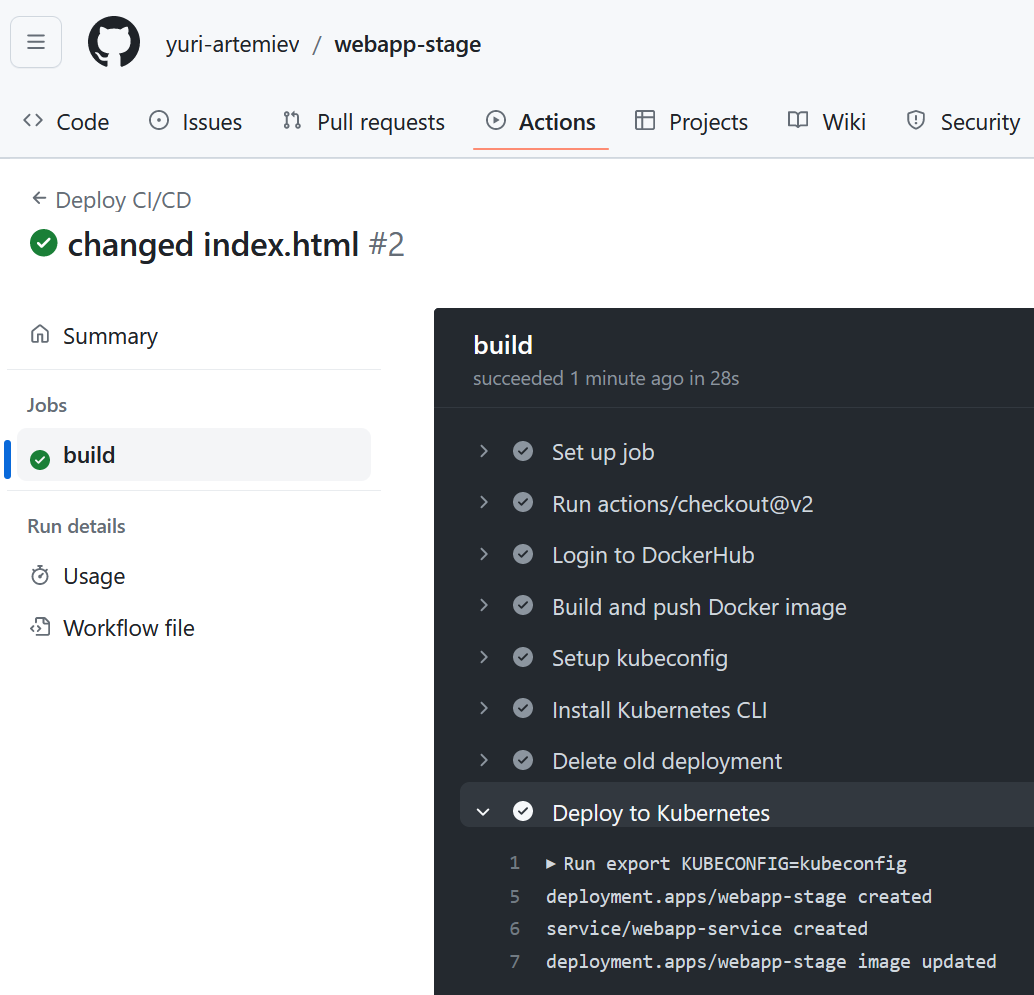 yuri-artemiev / webapp-stage
Code Issues Pull requests Actions Projects Wiki Security
← Deploy CI/CD
changed index.html #2
Summary
Jobs
build
Run details
Usage
Workflow file
build
succeeded 1 minute ago in 28s
Set up job
Run actions/checkout@v2
Login to DockerHub
Build and push Docker image
Setup kubeconfig
Install Kubernetes CLI
Delete old deployment
Deploy to Kubernetes
1 ▶ Run export KUBECONFIG=kubeconfig
5 deployment.apps/webapp-stage created
6 service/webapp-service created
7 deployment.apps/webapp-stage image updated